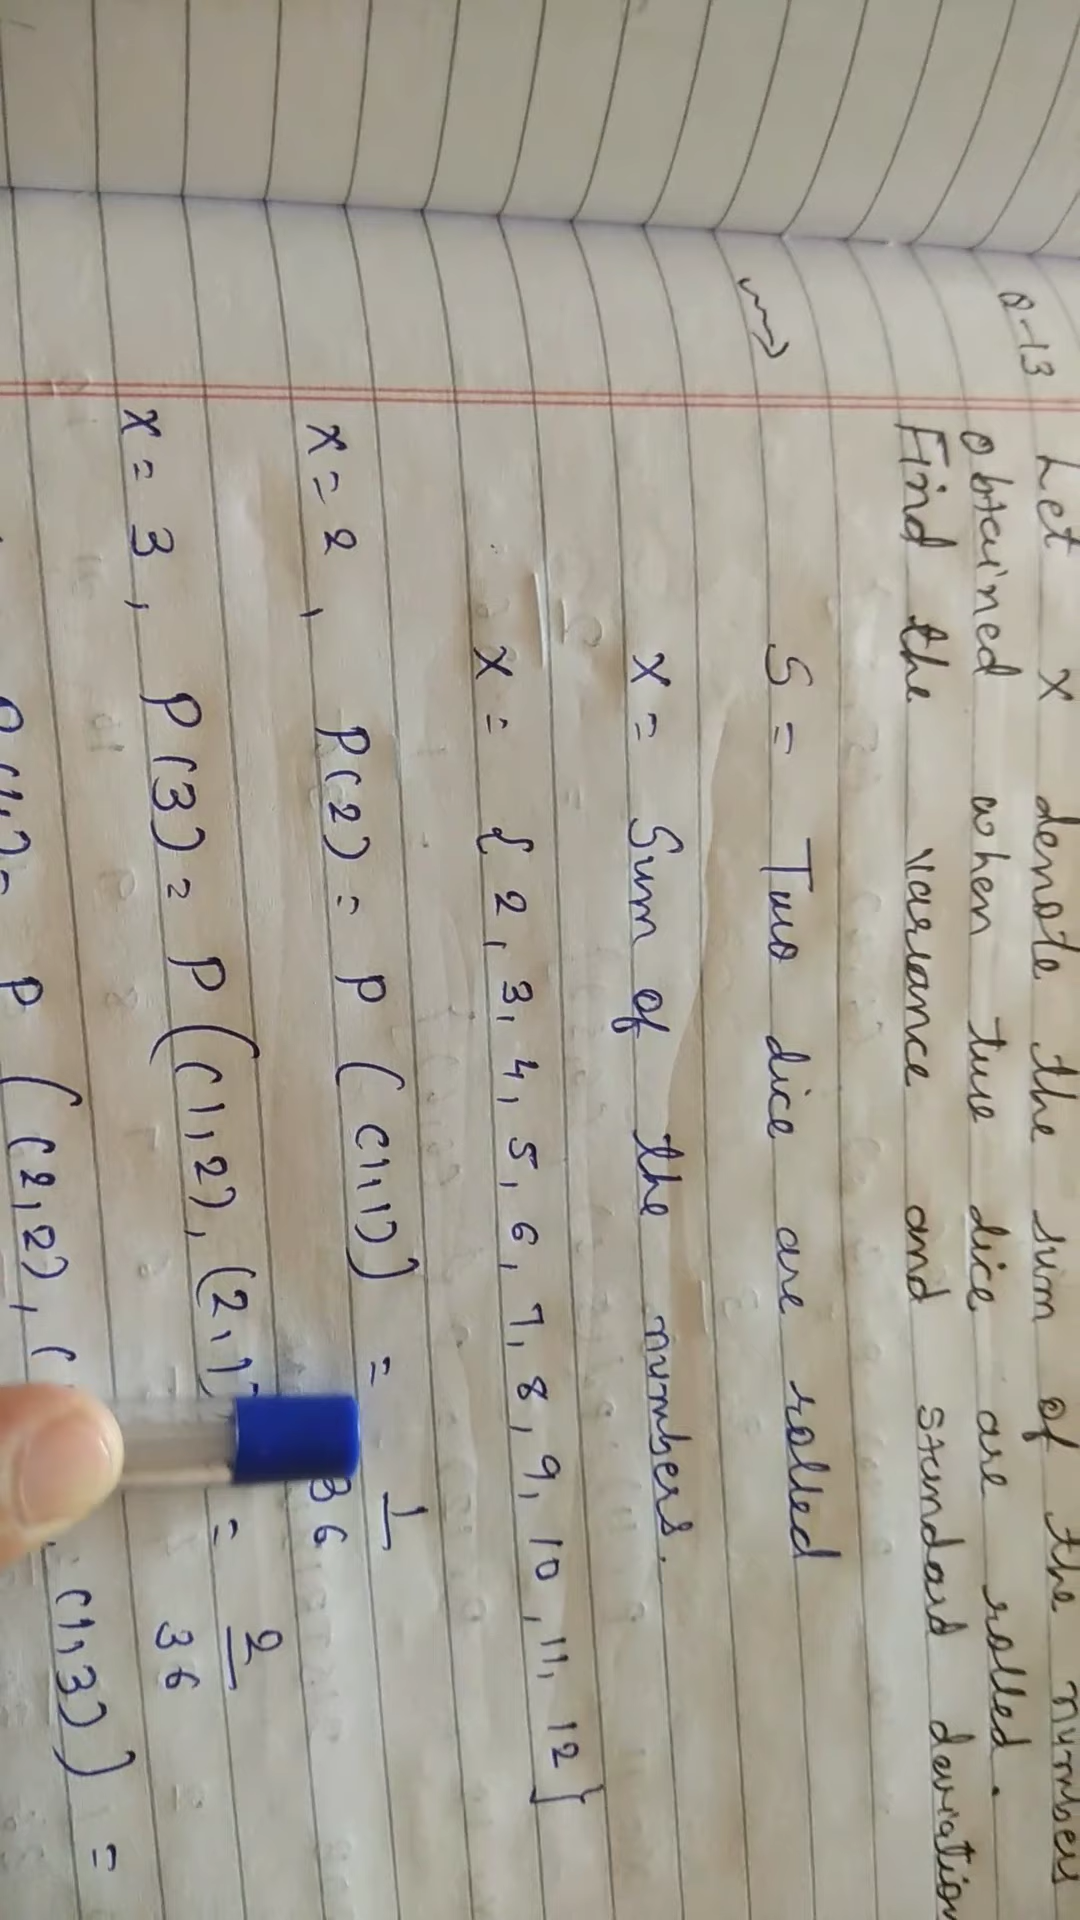 Q-13 Let x denote the sum of the numbers
obtained when two dice are rolled.
Find the variance and standard deviation
S = Two dice are rolled
x = Sum of the numbers.
x = { 2, 3, 4, 5, 6, 7, 8, 9, 10, 11, 12 }
x = 2, P(2) = P ( (1,1) ) = 1/36
x = 3, P(3) = P ( (1,2), (2,1) = 2/36
P ( (2,2), ( (1,3) ) =